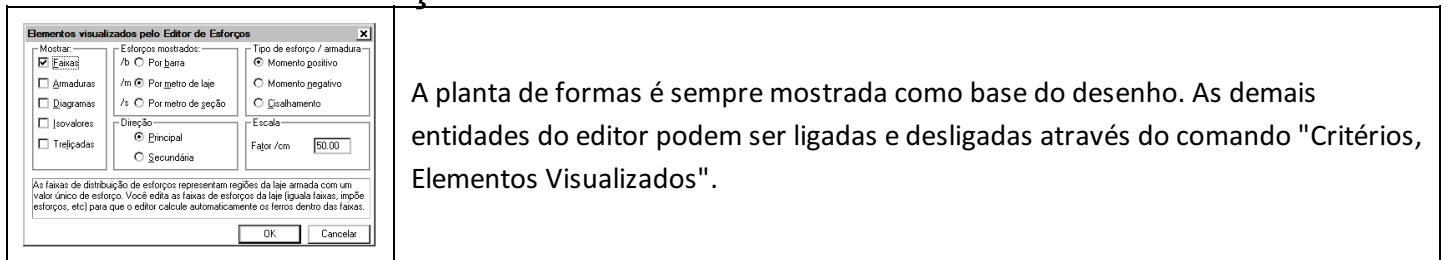 Elementos visualizados pelo Editor de Esforços
Mostrar:
Faixas
Armaduras
Diagramas
Isovalores
Treliçadas
Esforços mostrados:
/b Por barra
/m Por metro de laje
/s Por metro de seção
Tipo de esforço / armadura
Momento positivo
Momento negativo
Cisalhamento
Direção
Principal
Secundária
Escala
Fator /cm 50.00
As faixas de distribuição de esforços representam regiões da laje armada com um
valor único de esforço. Você edita as faixas de esforços da laje (iguala faixas, impõe
esforços, etc) para que o editor calcule automaticamente os ferros dentro das faixas.
OK Cancelar
A planta de formas é sempre mostrada como base do desenho. As demais
entidades do editor podem ser ligadas e desligadas através do comando "Critérios,
Elementos Visualizados".